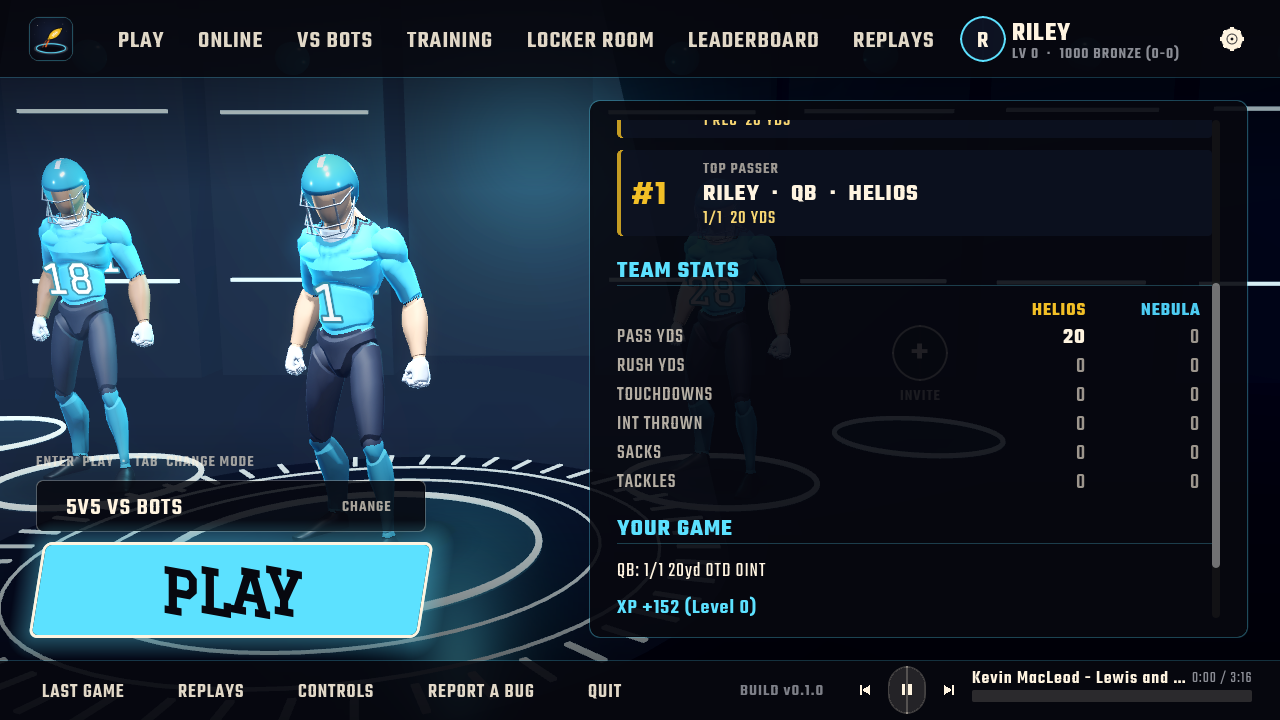 PLAY ONLINE VS BOTS TRAINING LOCKER ROOM LEADERBOARD REPLAYS
R
RILEY
LV 0 · 1000 BRONZE (0-0)
1 REC 20 YDS
#1
TOP PASSER
RILEY · QB · HELIOS
1/1 20 YDS
TEAM STATS
HELIOS NEBULA
PASS YDS 20 0
RUSH YDS 0 0
TOUCHDOWNS 0 0
INT THROWN 0 0
SACKS 0 0
TACKLES 0 0
YOUR GAME
QB: 1/1 20yd 0TD 0INT
XP +152 (Level 0)
18
1
28
+
INVITE
ENTER PLAY · TAB CHANGE MODE
5V5 VS BOTS CHANGE
PLAY
LAST GAME REPLAYS CONTROLS REPORT A BUG QUIT
BUILD v0.1.0
Kevin MacLeod - Lewis and ... 0:00 / 3:16